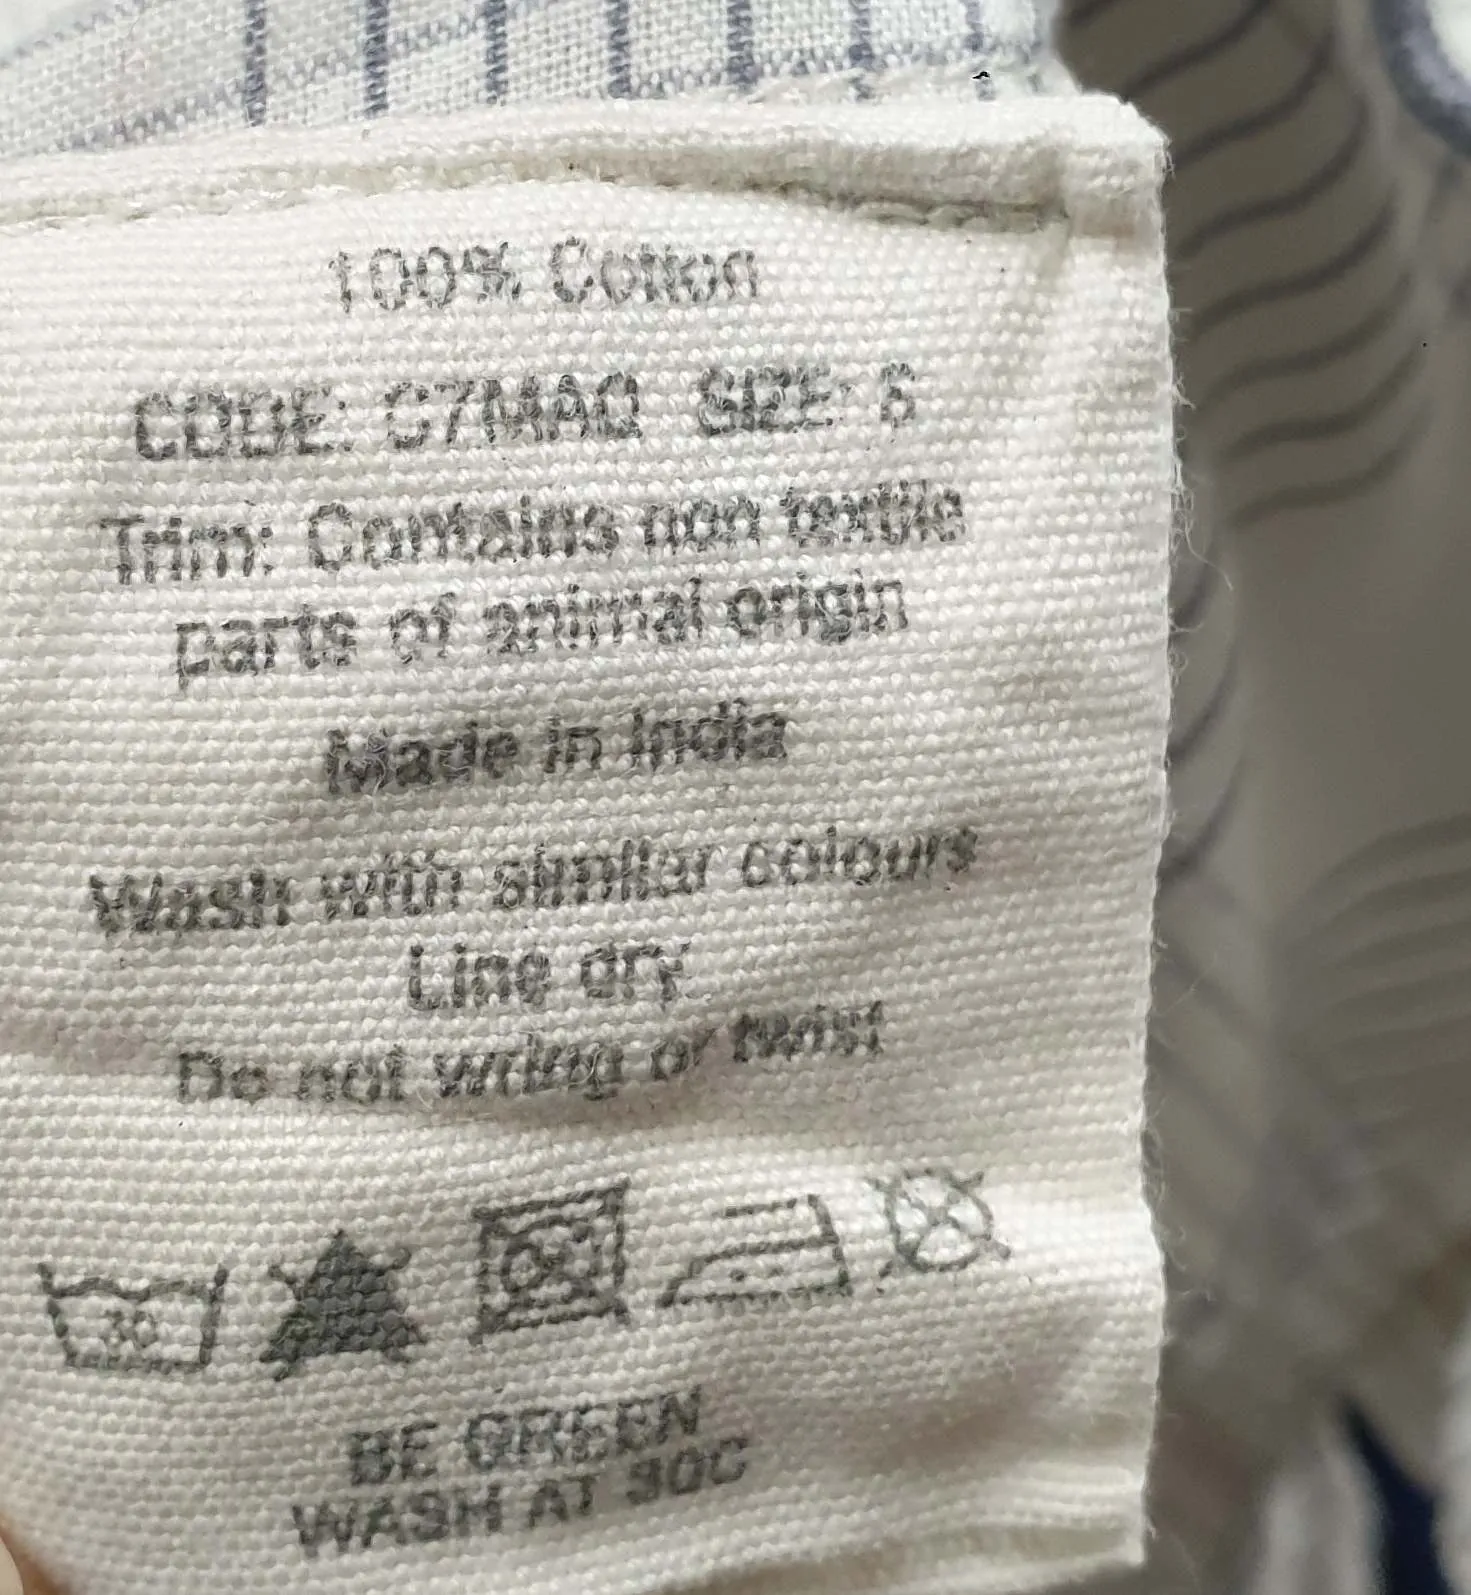 100% Cotton
CODE: C7MAQ SIZE: 6
Trim: Contains non textile
parts of animal origin
Made in India
Wash with similar colours
Line dry
Do not wring or twist
30
BE GREEN
WASH AT 30C